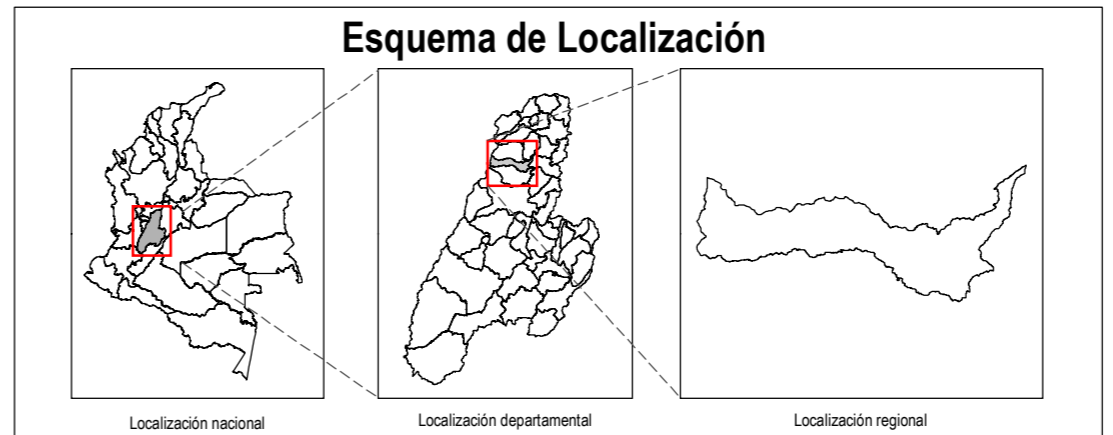 Esquema de Localización
Localización nacional
Localización departamental
Localización regional